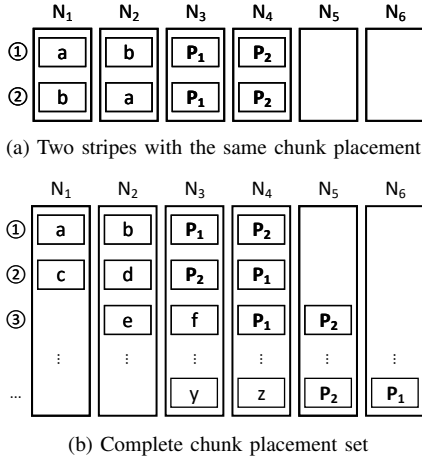 N1 N2 N3 N4 N5 N6
① a b P1 P2
② b a P1 P2
(a) Two stripes with the same chunk placement
N1 N2 N3 N4 N5 N6
① a b P1 P2
② c d P2 P1
③ e f P1 P2
⋮ ⋮ ⋮ ⋮ ⋮ ⋮
... y z P2 P1
(b) Complete chunk placement set